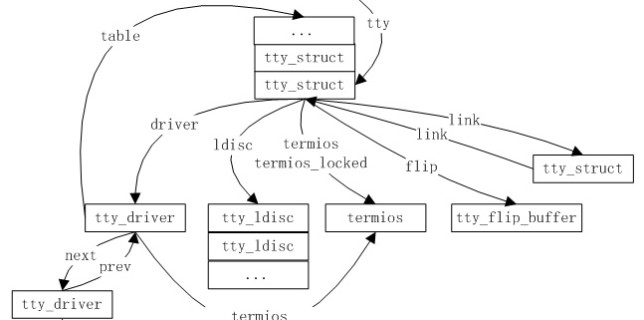 table
tty
...
tty_struct
tty_struct
driver
ldisc
termios
termios_locked
flip
link
link
tty_struct
tty_driver
tty_ldisc
tty_ldisc
...
termios
tty_flip_buffer
next
prev
tty_driver
termios